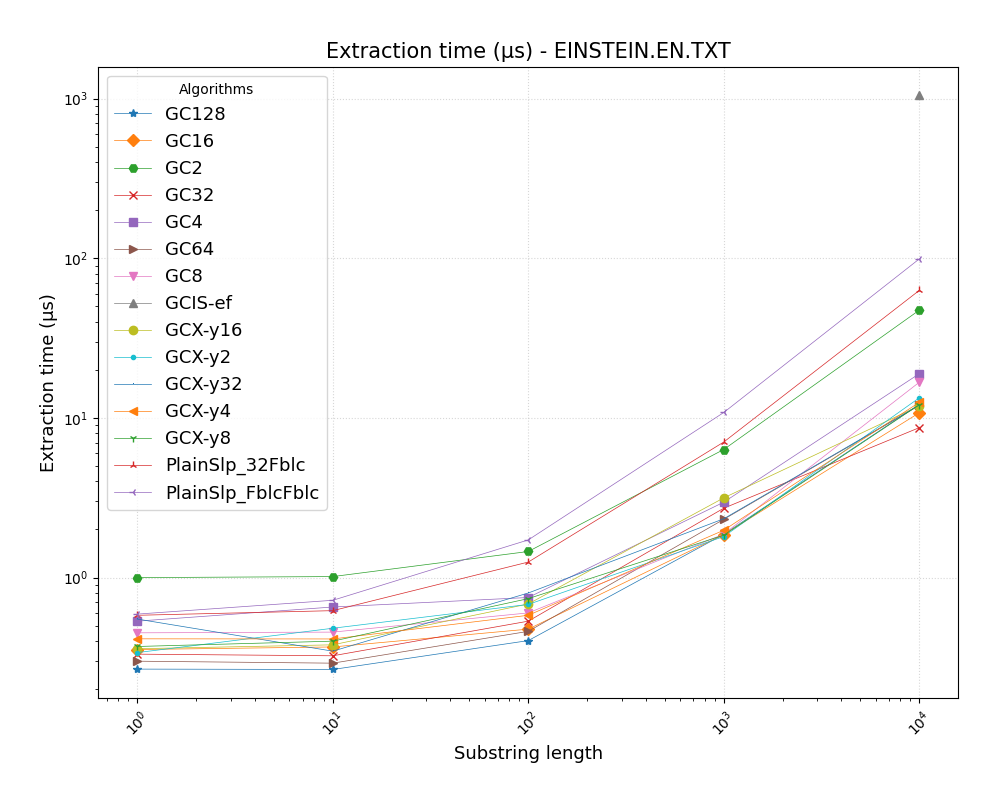 Extraction time (μs) - EINSTEIN.EN.TXT
Extraction time (μs)
10³
10²
10¹
10⁰
Algorithms
GC128
GC16
GC2
GC32
GC4
GC64
GC8
GCIS-ef
GCX-y16
GCX-y2
GCX-y32
GCX-y4
GCX-y8
PlainSlp_32Fblc
PlainSlp_FblcFblc
10⁰
10¹
10²
10³
10⁴
Substring length